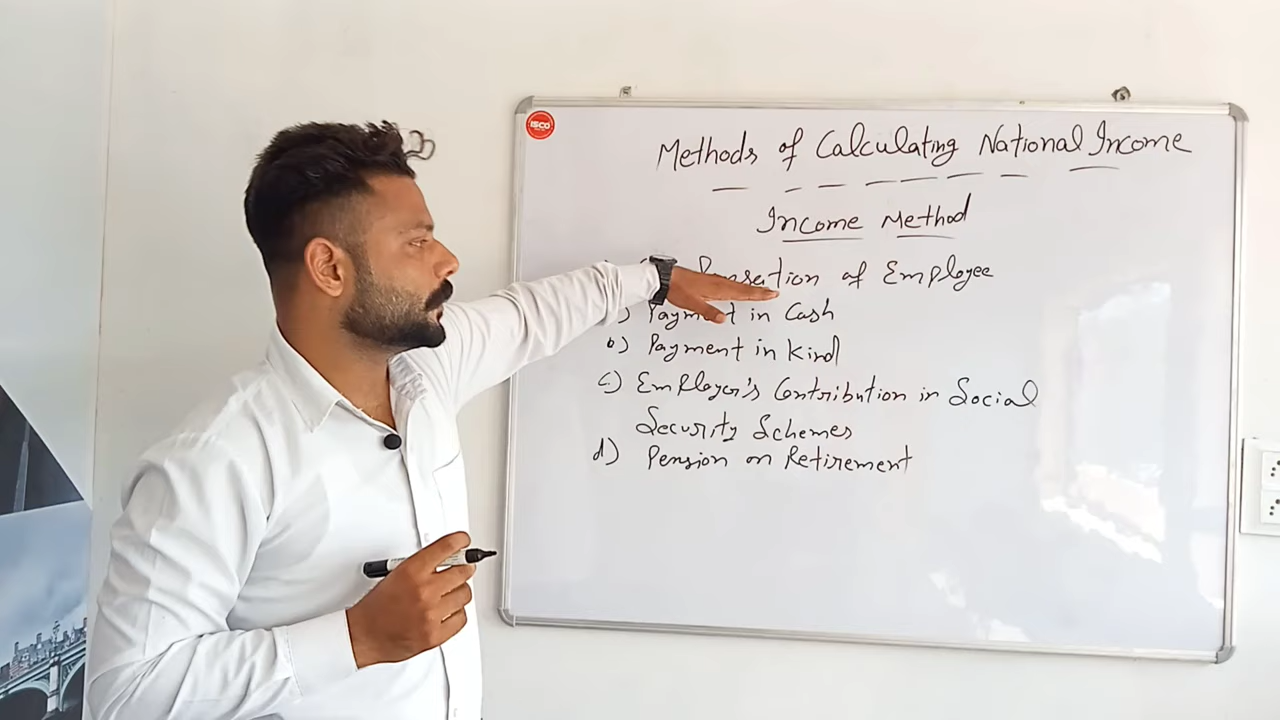 ISCO
Methods of Calculating National Income
Income Method
of Employee
Payment in Cash
b) Payment in Kind
c) Employer's Contribution in Social
Security Schemes
d) Pension on Retirement